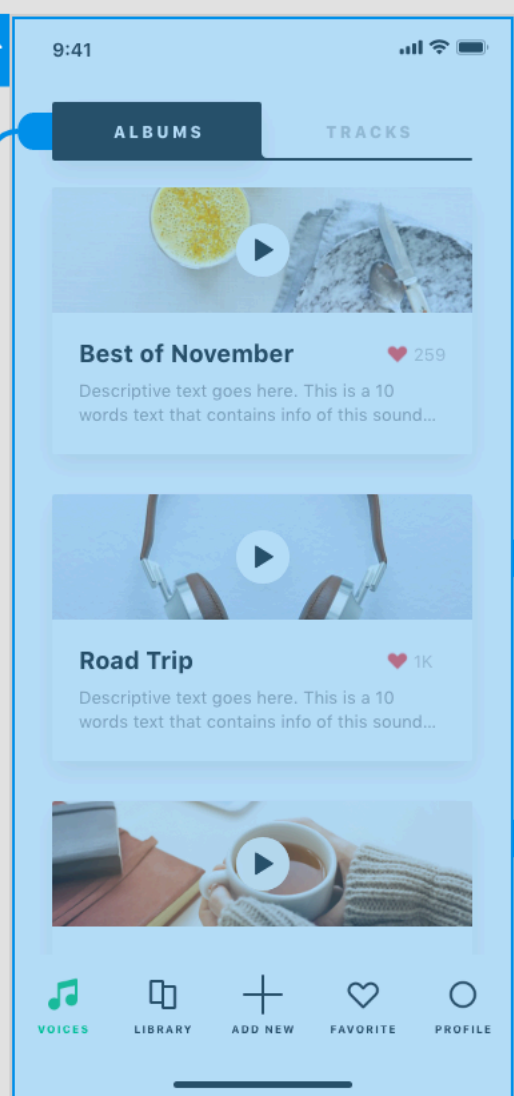 9:41
ALBUMS
TRACKS
Best of November
259
Descriptive text goes here. This is a 10
words text that contains info of this sound...
Road Trip
1K
Descriptive text goes here. This is a 10
words text that contains info of this sound...
VOICES
LIBRARY
ADD NEW
FAVORITE
PROFILE